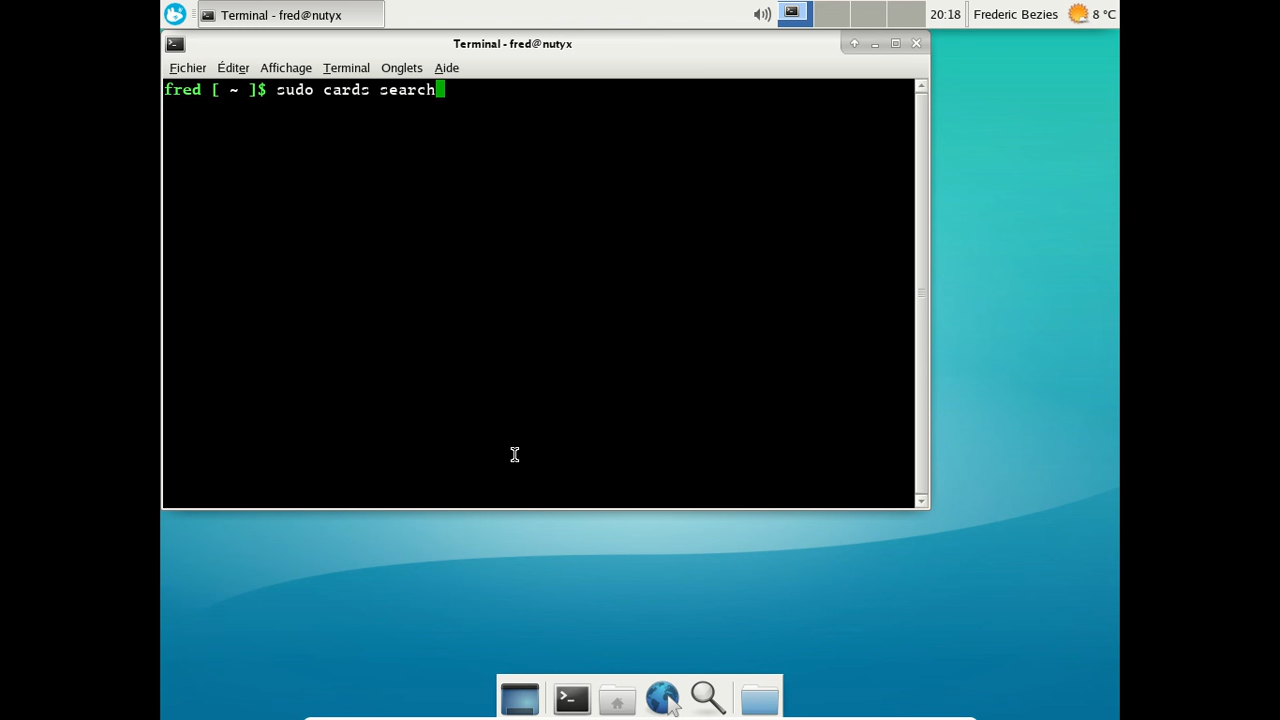 Terminal - fred@nutyx
20:18
Frederic Bezies
8 °C
Terminal - fred@nutyx
Fichier Éditer Affichage Terminal Onglets Aide
fred [ ~ ]$ sudo cards search